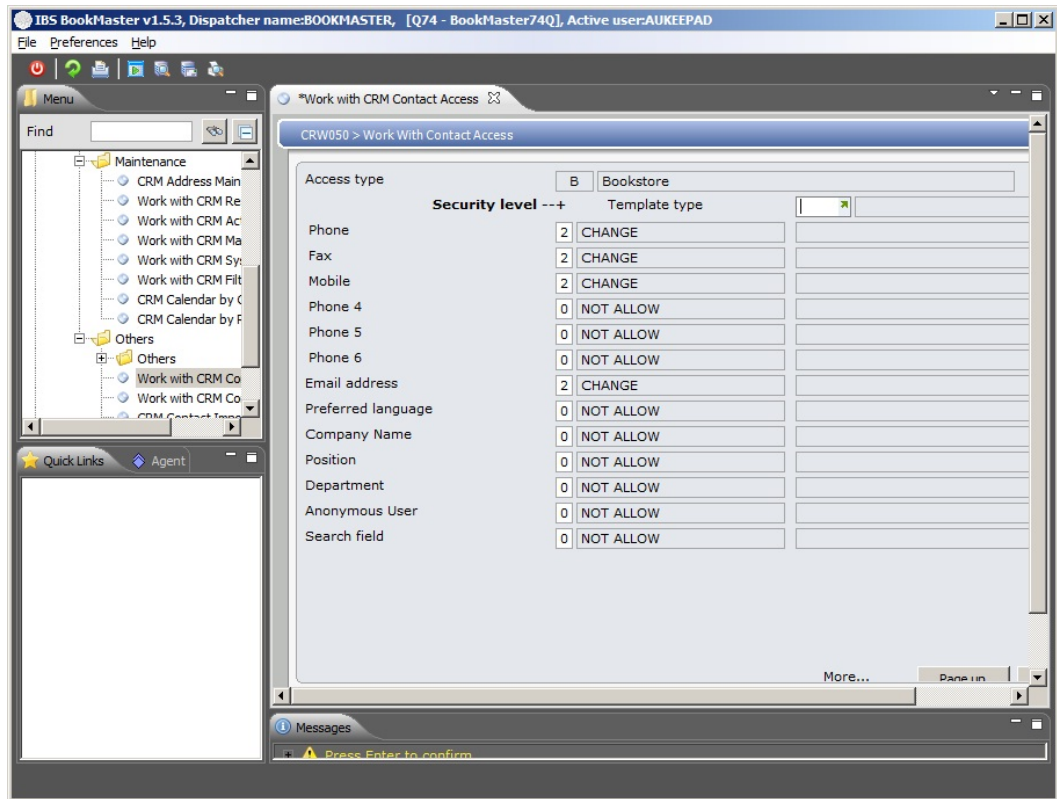 IBS BookMaster v1.5.3, Dispatcher name:BOOKMASTER, [Q74 - BookMaster74Q], Active user:AUKEEPAD
File Preferences Help
Menu
*Work with CRM Contact Access
Find
CRW050 > Work With Contact Access
Maintenance
CRM Address Main
Work with CRM Re
Work with CRM Ac
Work with CRM Ma
Work with CRM Sy
Work with CRM Filt
CRM Calendar by
CRM Calendar by
Others
Others
Work with CRM Co
Work with CRM Co
CRM Contact Impo
Quick Links Agent
Access type B Bookstore
Security level --+ Template type
Phone 2 CHANGE
Fax 2 CHANGE
Mobile 2 CHANGE
Phone 4 0 NOT ALLOW
Phone 5 0 NOT ALLOW
Phone 6 0 NOT ALLOW
Email address 2 CHANGE
Preferred language 0 NOT ALLOW
Company Name 0 NOT ALLOW
Position 0 NOT ALLOW
Department 0 NOT ALLOW
Anonymous User 0 NOT ALLOW
Search field 0 NOT ALLOW
More... Page up
Messages
Press Enter to confirm